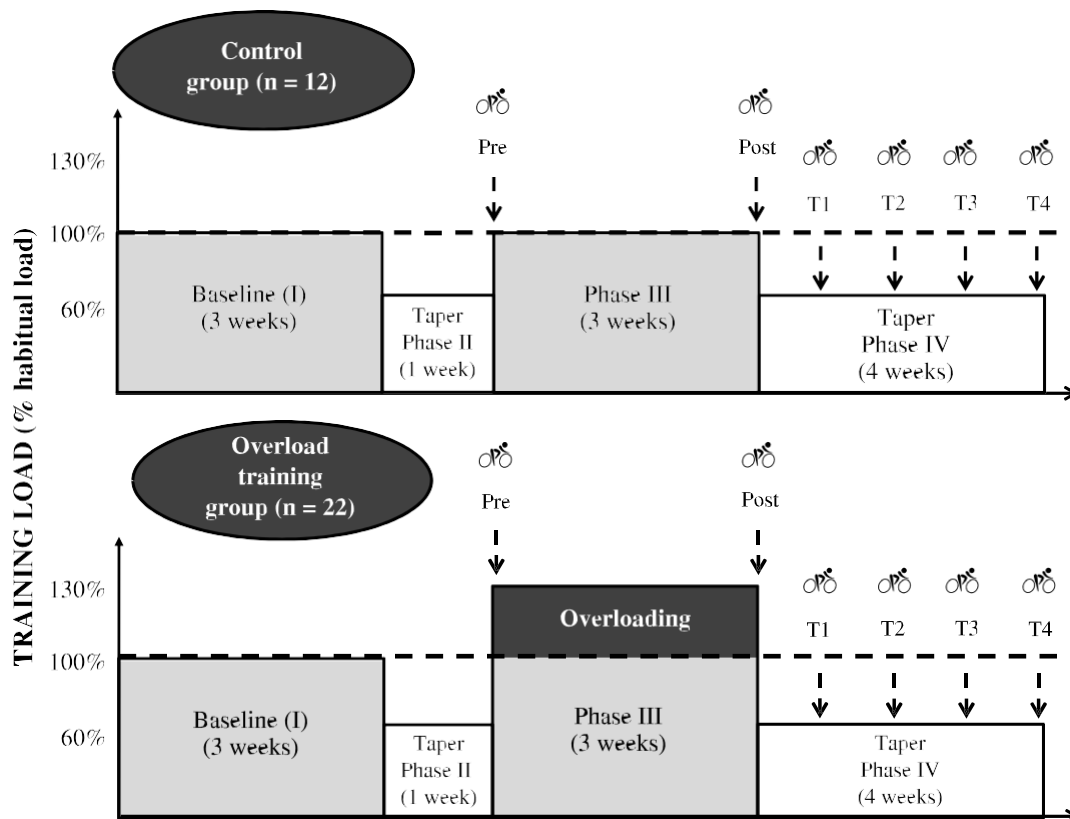 TRAINING LOAD (% habitual load)
Control
group (n = 12)
Pre
Post
130%
T1
T2
T3
T4
100%
60%
Baseline (I)
(3 weeks)
Taper
Phase II
(1 week)
Phase III
(3 weeks)
Taper
Phase IV
(4 weeks)
Overload
training
group (n = 22)
Pre
Post
130%
Overloading
T1
T2
T3
T4
100%
60%
Baseline (I)
(3 weeks)
Taper
Phase II
(1 week)
Phase III
(3 weeks)
Taper
Phase IV
(4 weeks)